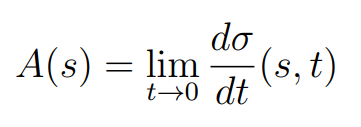 A(s) = lim_{t→0} dσ/dt (s, t)